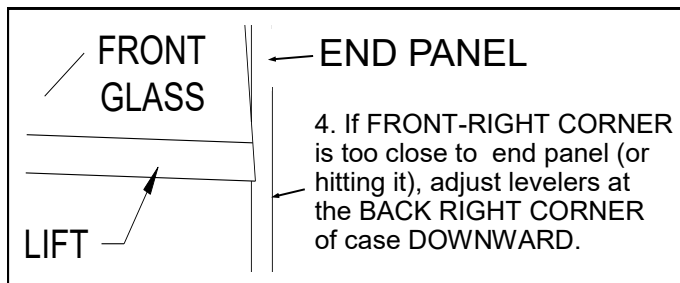 FRONT
GLASS
END PANEL
4. If FRONT-RIGHT CORNER
is too close to end panel (or
hitting it), adjust levelers at
the BACK RIGHT CORNER
of case DOWNWARD.
LIFT